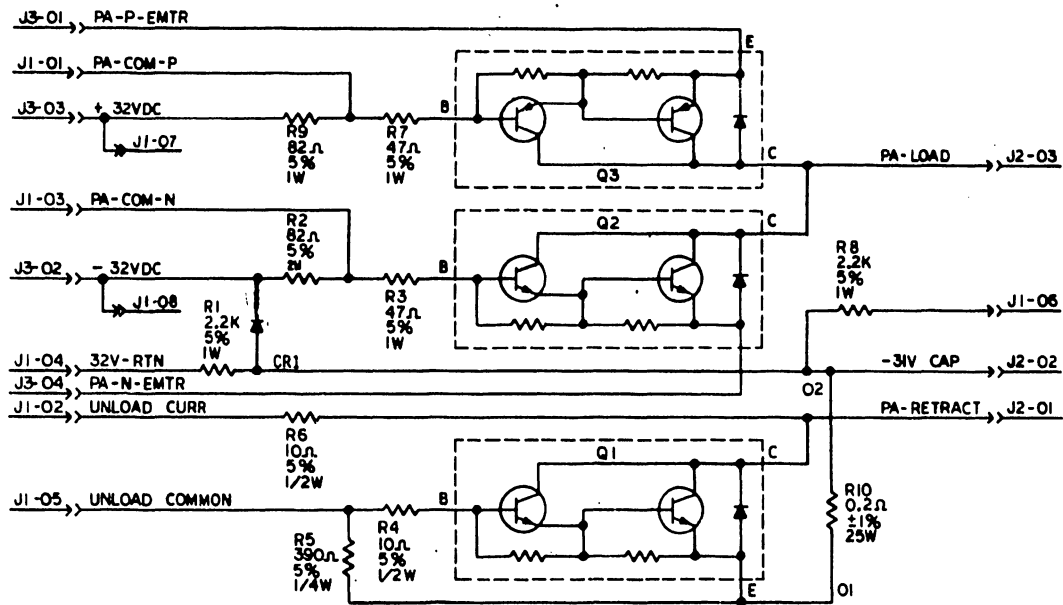 J3-01 PA-P-EMTR
E
J1-01 PA-COM-P
J3-03 + 32VDC
B
J1-07
R9
82Ω
5%
1W
R7
47Ω
5%
1W
Q3
C
PA-LOAD J2-03
J1-03 PA-COM-N
R2
82Ω
5%
2W
Q2
C
J3-02 - 32VDC
B
R8
2.2K
5%
1W
J1-08
R1
2.2K
5%
1W
R3
47Ω
5%
1W
J1-06
J1-04 32V-RTN
CR1
-31V CAP J2-02
J3-04 PA-N-EMTR
02
J1-02 UNLOAD CURR
PA-RETRACT J2-01
R6
10Ω
5%
1/2W
Q1
C
J1-05 UNLOAD COMMON
B
R10
0.2Ω
±1%
25W
R4
10Ω
5%
1/2W
R5
390Ω
5%
1/4W
E
01